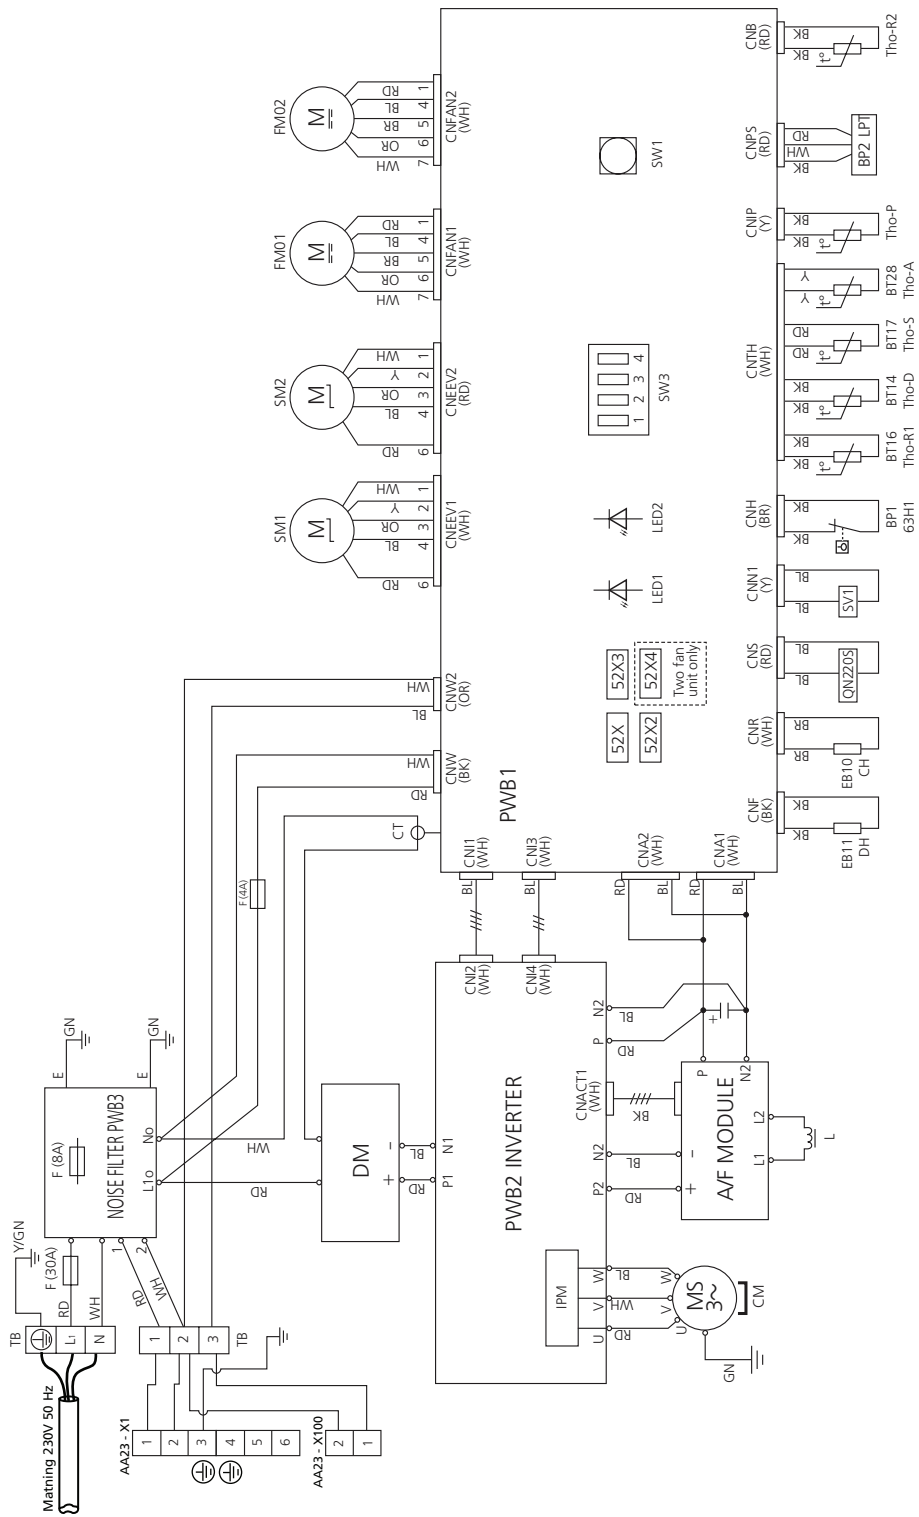 Matning 230V 50 Hz
TB
Y/GN
L1
N
RD
WH
F (30A)
AA23 - X1
1
2
3
4
5
6
AA23 - X100
2
1
1
2
3
TB
RD
WH
1
2
F (8A)
NOISE FILTER PWB3
E
GN
E
GN
L1o
No
RD
WH
F (4A)
DM
+
-
RD
BL
P1
N1
CT
PWB2 INVERTER
IPM
U
V
W
RD
WH
BL
U
V
W
MS
3~
CM
GN
P2
N2
RD
BL
+
-
CNACT1
(WH)
BK
P
N2
RD
BL
A/F MODULE
P
N2
L1
L2
L
+
CNI2
(WH)
CNI4
(WH)
BL
BL
CNI1
(WH)
CNI3
(WH)
RD
BL
CNA2
(WH)
RD
BL
CNA1
(WH)
PWB1
RD
WH
CNW
(BK)
BL
WH
CNW2
(OR)
SM1
M
RD
BL
OR
Y
WH
6
4
3
2
1
CNEEV1
(WH)
SM2
M
RD
BL
OR
Y
WH
6
4
3
2
1
CNEEV2
(RD)
FM01
M
WH
OR
BR
BL
RD
7
6
5
4
1
CNFAN1
(WH)
FM02
M
WH
OR
BR
BL
RD
7
6
5
4
1
CNFAN2
(WH)
52X
52X3
52X2
52X4
Two fan
unit only
LED1
LED2
SW3
1
2
3
4
SW1
CNF
(BK)
BK
BK
EB11
DH
CNR
(WH)
BR
BR
EB10
CH
CNS
(RD)
BL
BL
QN220S
CNN1
(Y)
BL
BL
SV1
CNH
(BR)
BK
BK
BP1
63H1
CNTH
(WH)
BK
BK
t°
BT16
Tho-R1
BK
BK
t°
BT14
Tho-D
RD
RD
t°
BT17
Tho-S
Y
Y
t°
BT28
Tho-A
CNIP
(Y)
BK
BK
t°
Tho-P
CNPS
(RD)
BK
WH
RD
BP2 LPT
CNB
(RD)
BK
BK
t°
Tho-R2